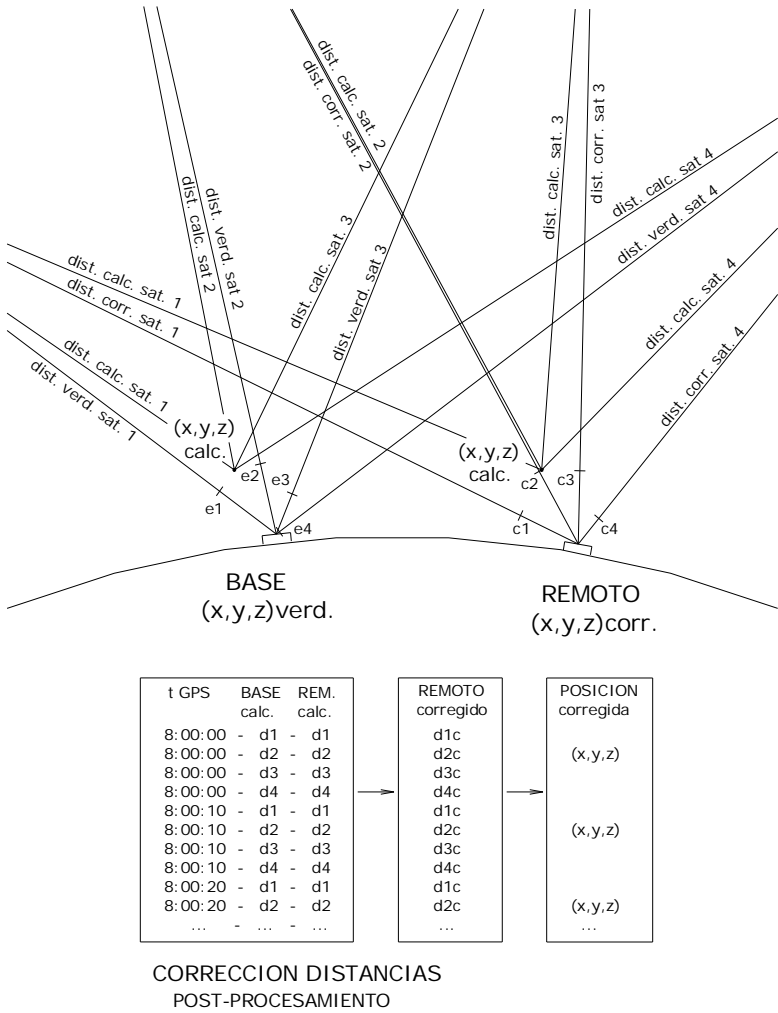 dist. calc. sat. 2
dist. corr. sat. 2
dist. calc. sat. 3
dist. corr. sat 3
dist. calc. sat 4
dist. verd. sat 4
dist. verd. sat 2
dist. calc. sat 2
dist. calc. sat. 3
dist. verd. sat 3
dist. calc. sat. 1
dist. corr. sat. 1
dist. calc. sat. 4
dist. corr. sat. 4
dist. calc. sat. 1
dist. verd. sat. 1
(x,y,z)
calc.
(x,y,z)
calc.
e1
e2
e3
e4
c1
c2
c3
c4
BASE
(x,y,z)verd.
REMOTO
(x,y,z)corr.
t GPS BASE REM.
calc. calc.
8:00:00 - d1 - d1
8:00:00 - d2 - d2
8:00:00 - d3 - d3
8:00:00 - d4 - d4
8:00:10 - d1 - d1
8:00:10 - d2 - d2
8:00:10 - d3 - d3
8:00:10 - d4 - d4
8:00:20 - d1 - d1
8:00:20 - d2 - d2
... - ... - ...
REMOTO
corregido
d1c
d2c
d3c
d4c
d1c
d2c
d3c
d4c
d1c
d2c
...
POSICION
corregida
(x,y,z)
(x,y,z)
(x,y,z)
...
CORRECCION DISTANCIAS
POST-PROCESAMIENTO